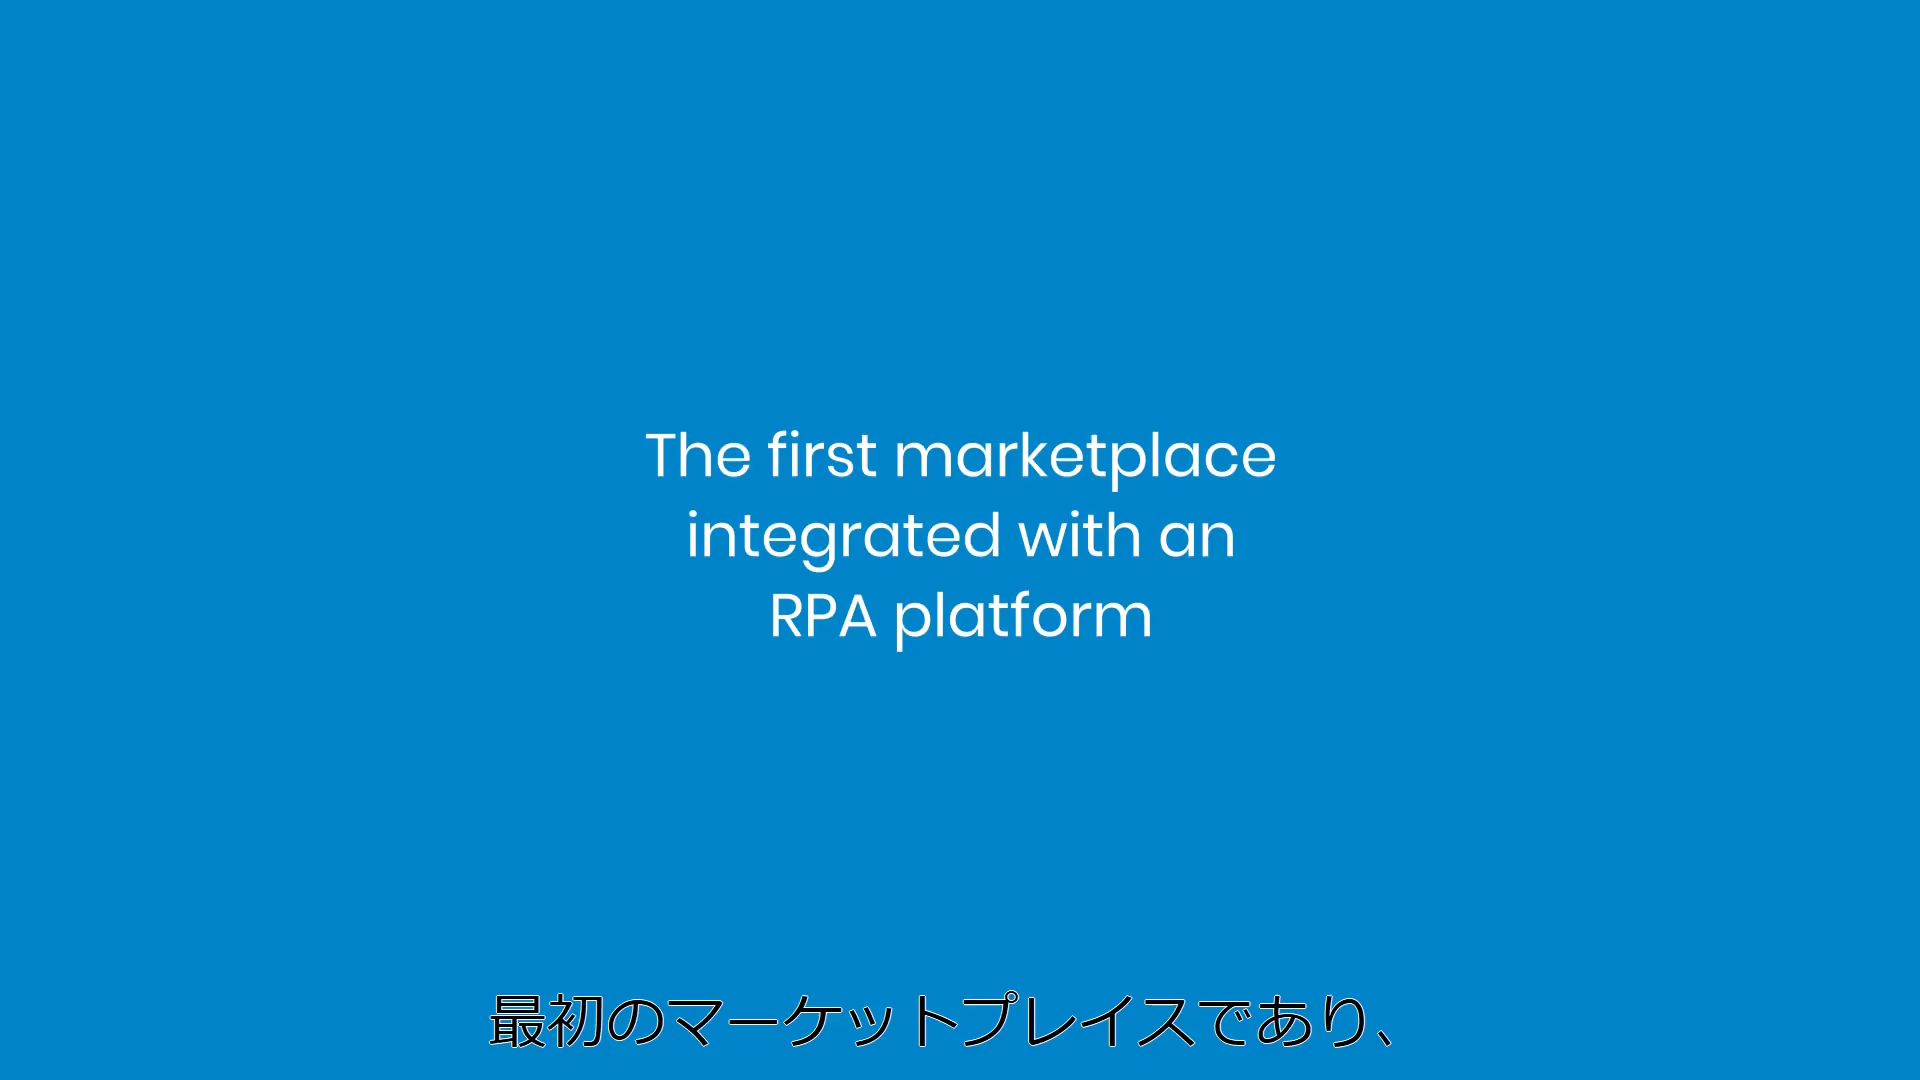 The first marketplace
integrated with an
RPA platform
最初のマーケットプレイスであり、